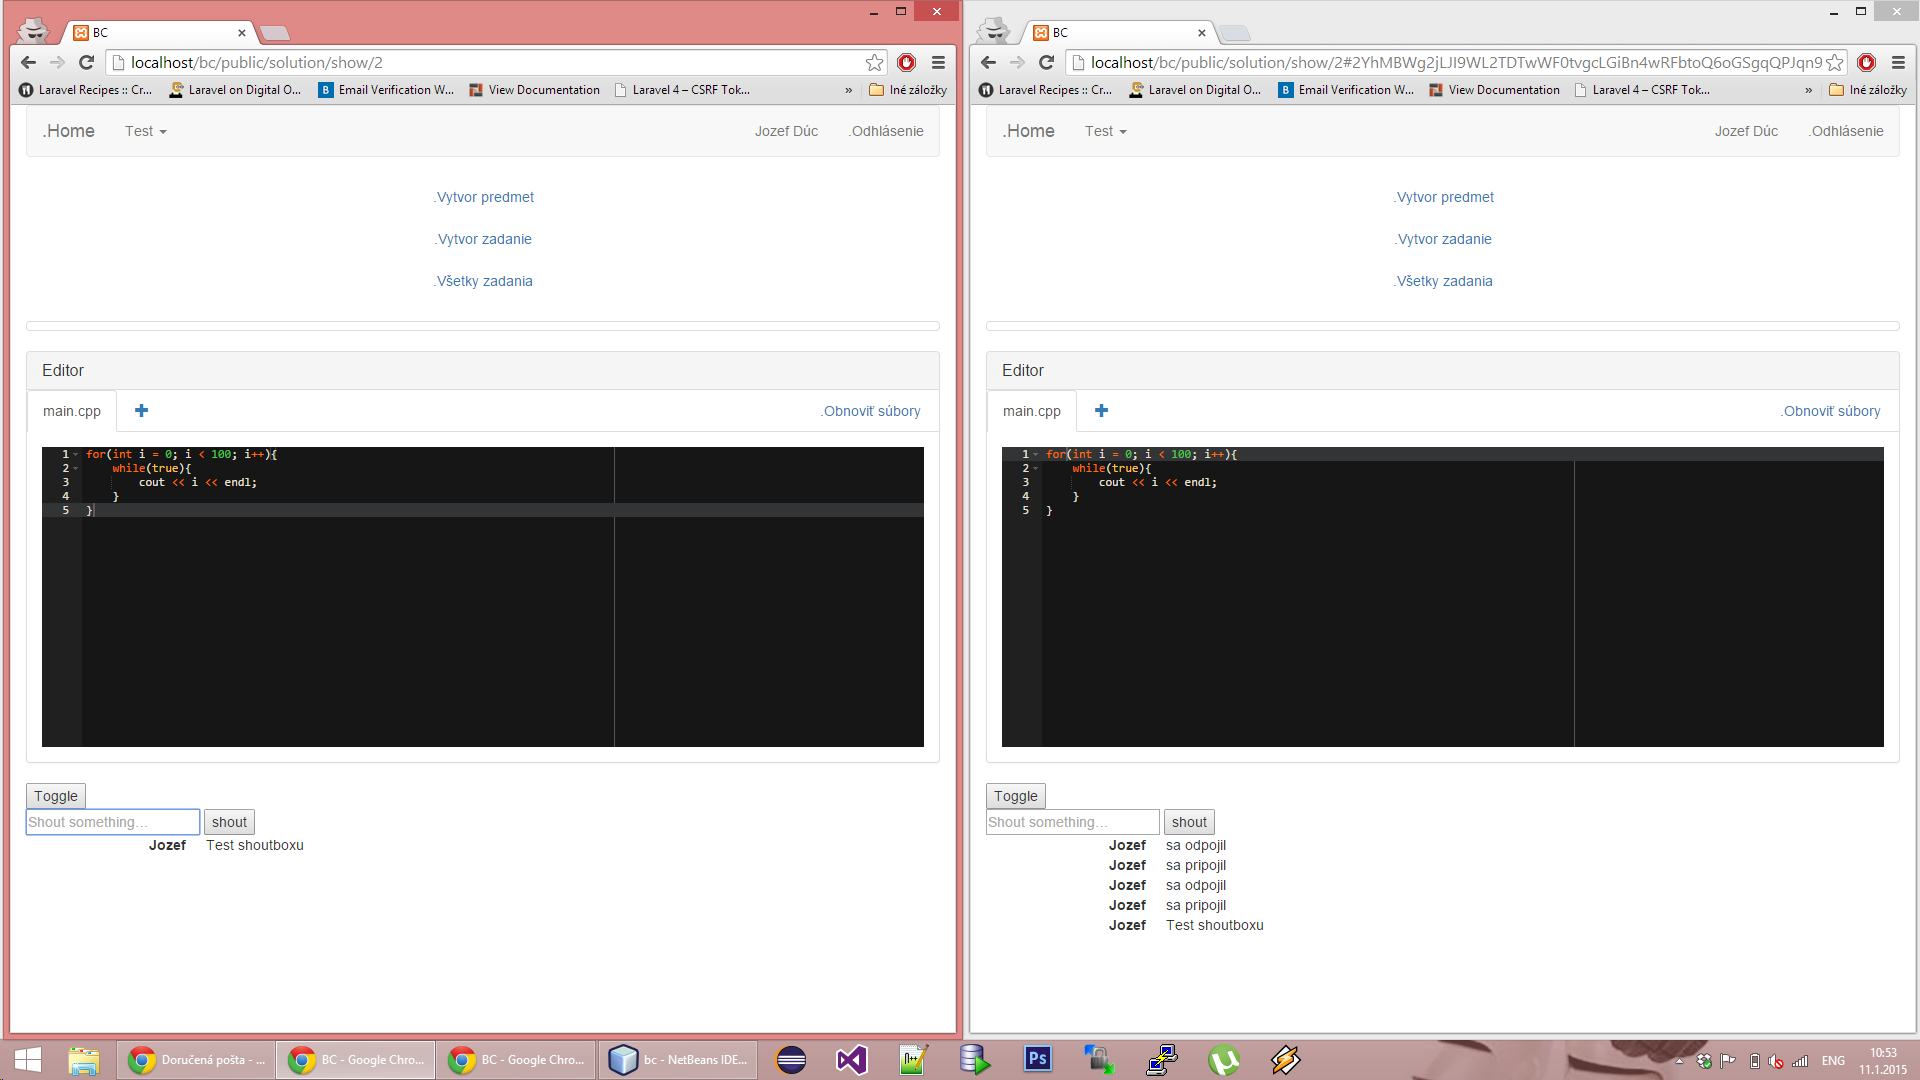 BC
localhost/bc/public/solution/show/2
Laravel Recipes :: Cr... Laravel on Digital O... Email Verification W... View Documentation Laravel 4 – CSRF Tok... » Iné záložky
.Home Test Jozef Dúc .Odhlásenie
.Vytvor predmet
.Vytvor zadanie
.Všetky zadania
Editor
main.cpp .Obnoviť súbory
1 for(int i = 0; i < 100; i++){
2 while(true){
3 cout << i << endl;
4 }
5 }
Toggle
Shout something... shout
Jozef Test shoutboxu
BC
localhost/bc/public/solution/show/2#2YhMBWg2jLJI9WL2TDTwWF0tvgcLGiBn4wRFbtoQ6oGSgqQPJqn9
Laravel Recipes :: Cr... Laravel on Digital O... Email Verification W... View Documentation Laravel 4 – CSRF Tok... » Iné záložky
.Home Test Jozef Dúc .Odhlásenie
.Vytvor predmet
.Vytvor zadanie
.Všetky zadania
Editor
main.cpp .Obnoviť súbory
1 for(int i = 0; i < 100; i++){
2 while(true){
3 cout << i << endl;
4 }
5 }
Toggle
Shout something... shout
Jozef sa odpojil
Jozef sa pripojil
Jozef sa odpojil
Jozef sa pripojil
Jozef Test shoutboxu
Doručená pošta - ... BC - Google Chro... BC - Google Chro... bc - NetBeans IDE... Ps ENG 10:53
11.1.2015